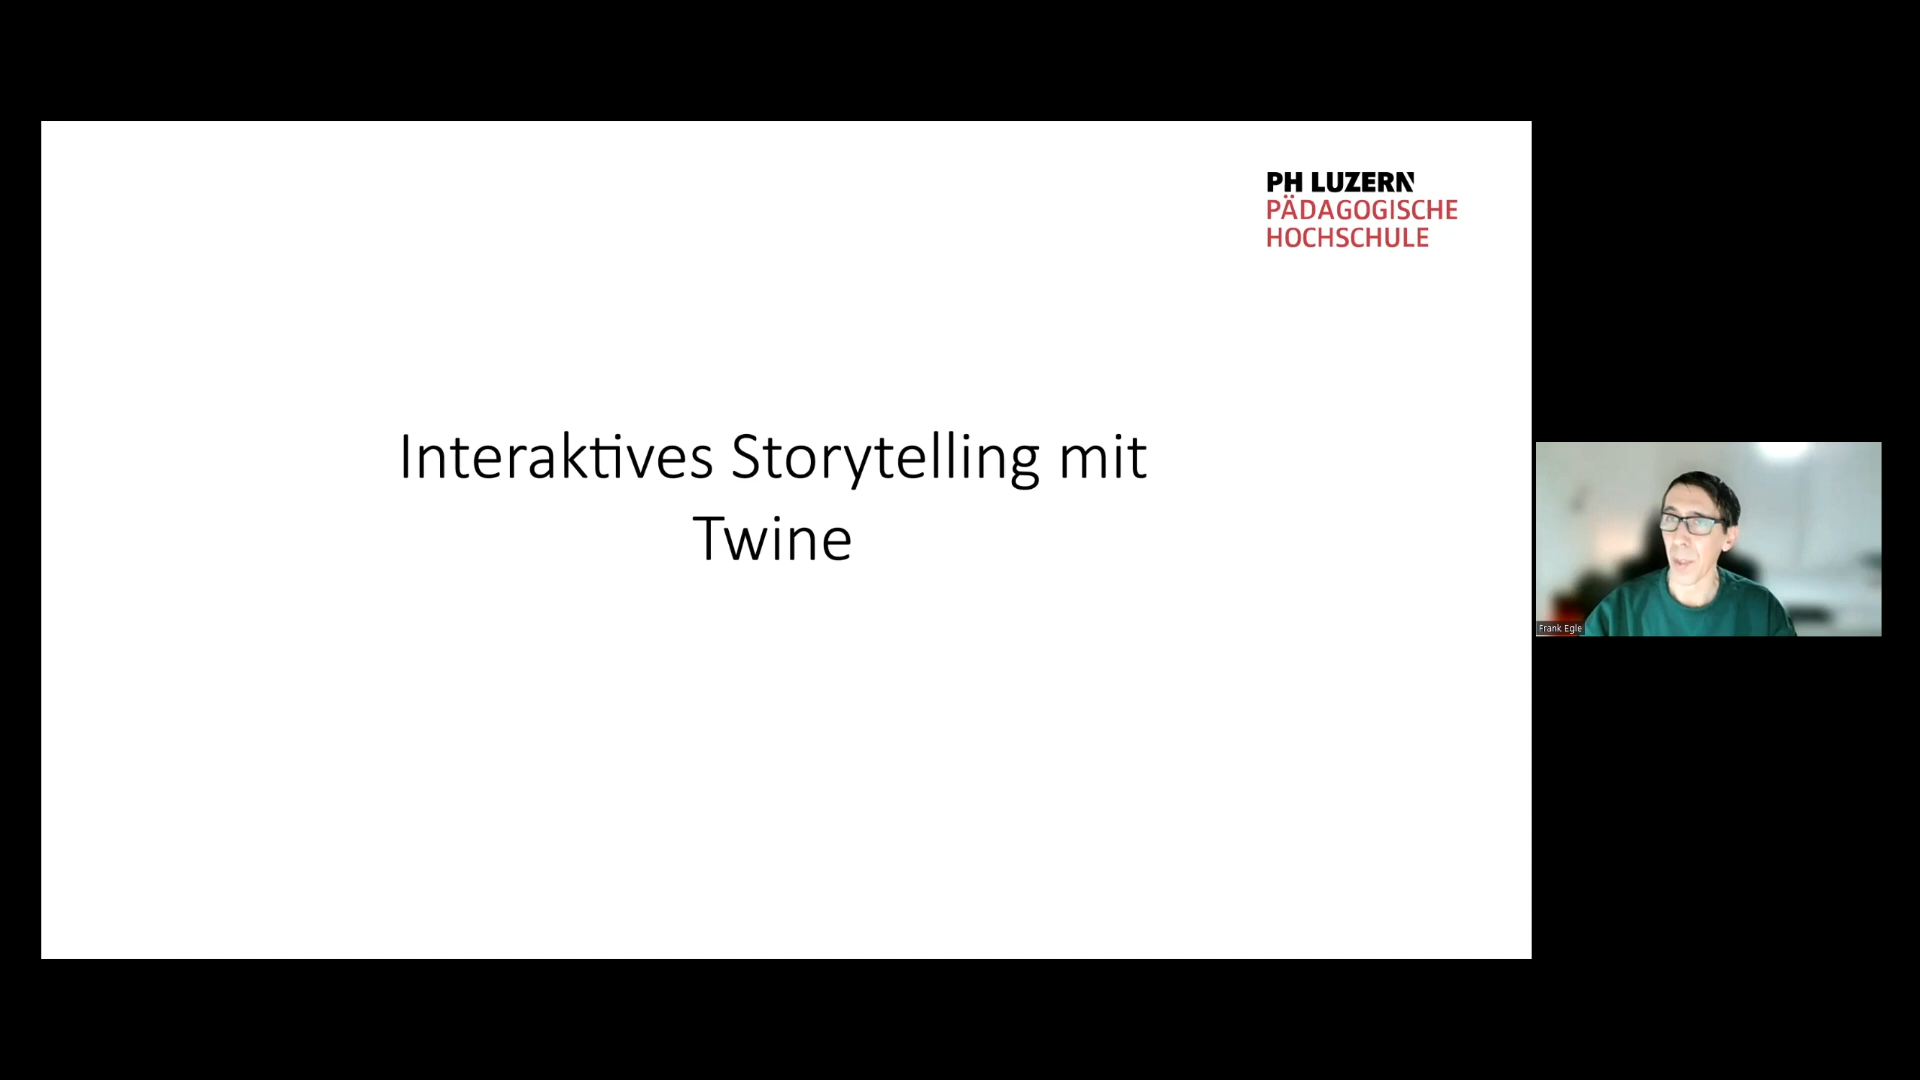 PH LUZERN
PÄDAGOGISCHE
HOCHSCHULE
Interaktives Storytelling mit
Twine
Frank Egle